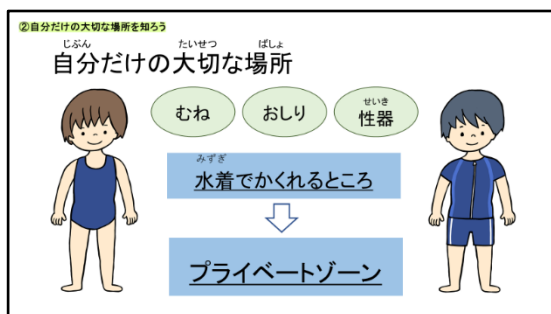 ②自分だけの大切な場所を知ろう
じぶん たいせつ ばしょ
自分だけの大切な場所
むね おしり せいき
性器
みずぎ
水着でかくれるところ
プライベートゾーン